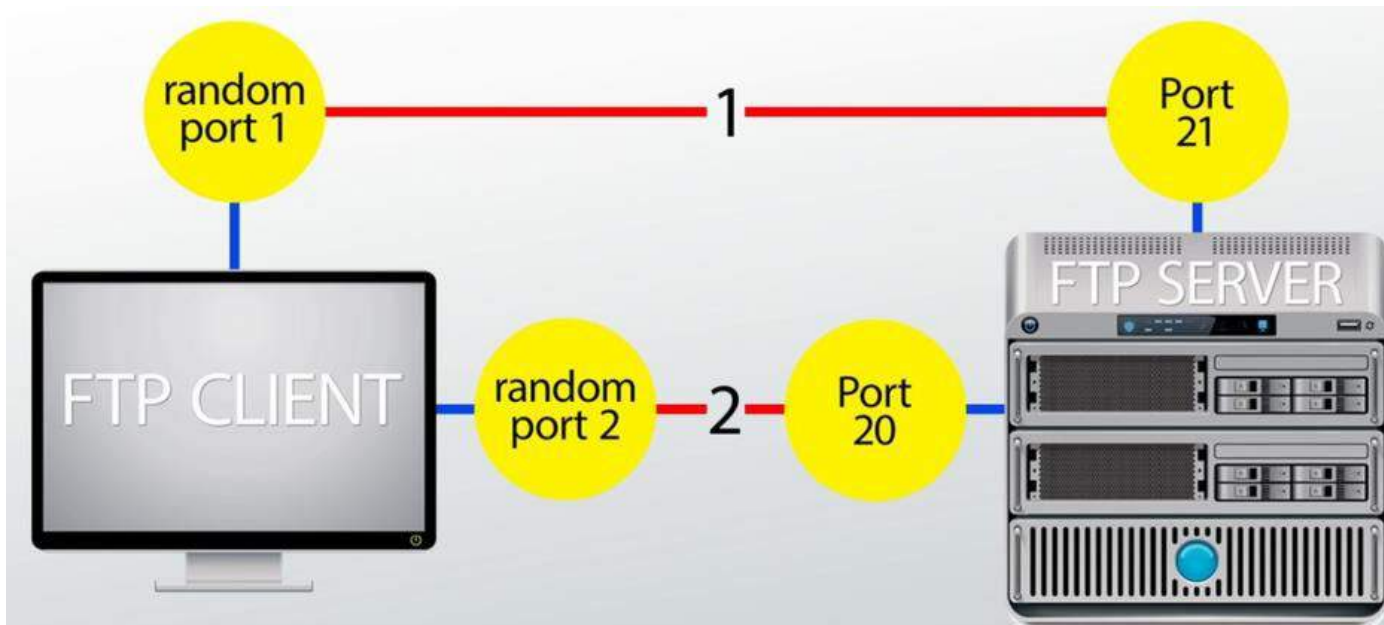 random
port 1
1
Port
21
FTP SERVER
FTP CLIENT
random
port 2
2
Port
20